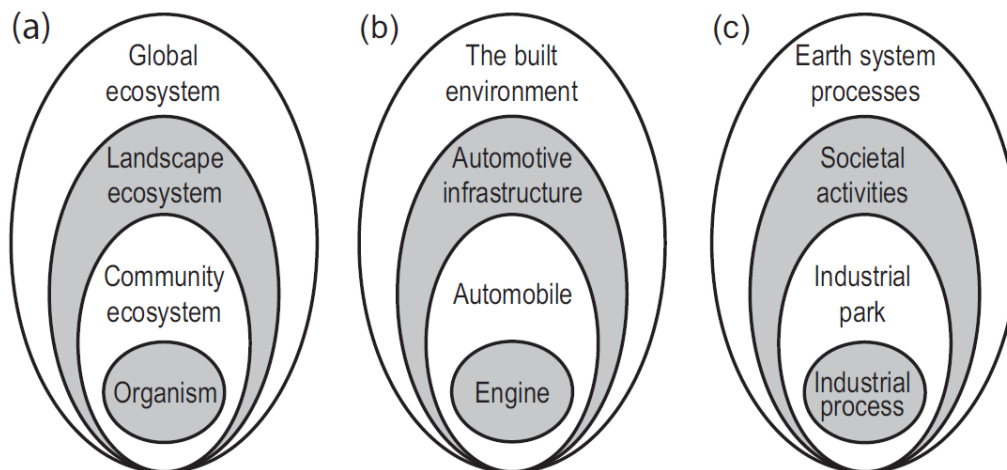 (a)
Global
ecosystem
Landscape
ecosystem
Community
ecosystem
Organism
(b)
The built
environment
Automotive
infrastructure
Automobile
Engine
(c)
Earth system
processes
Societal
activities
Industrial
park
Industrial
process